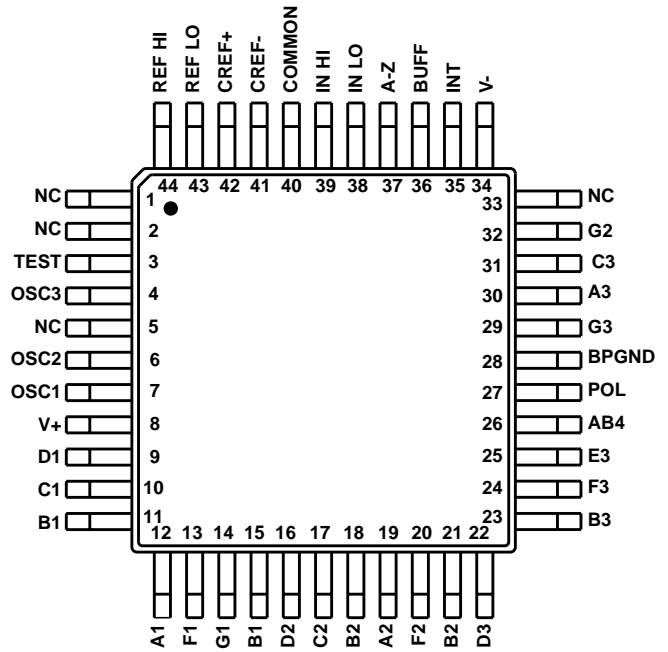 REF HI REF LO CREF+ CREF- COMMON IN HI IN LO A-Z BUFF INT V-
44 43 42 41 40 39 38 37 36 35 34
NC 1 33 NC
NC 2 32 G2
TEST 3 31 C3
OSC3 4 30 A3
NC 5 29 G3
OSC2 6 28 BPGND
OSC1 7 27 POL
V+ 8 26 AB4
D1 9 25 E3
C1 10 24 F3
B1 11 23 B3
12 13 14 15 16 17 18 19 20 21 22
A1 F1 G1 B1 D2 C2 B2 A2 F2 B2 D3